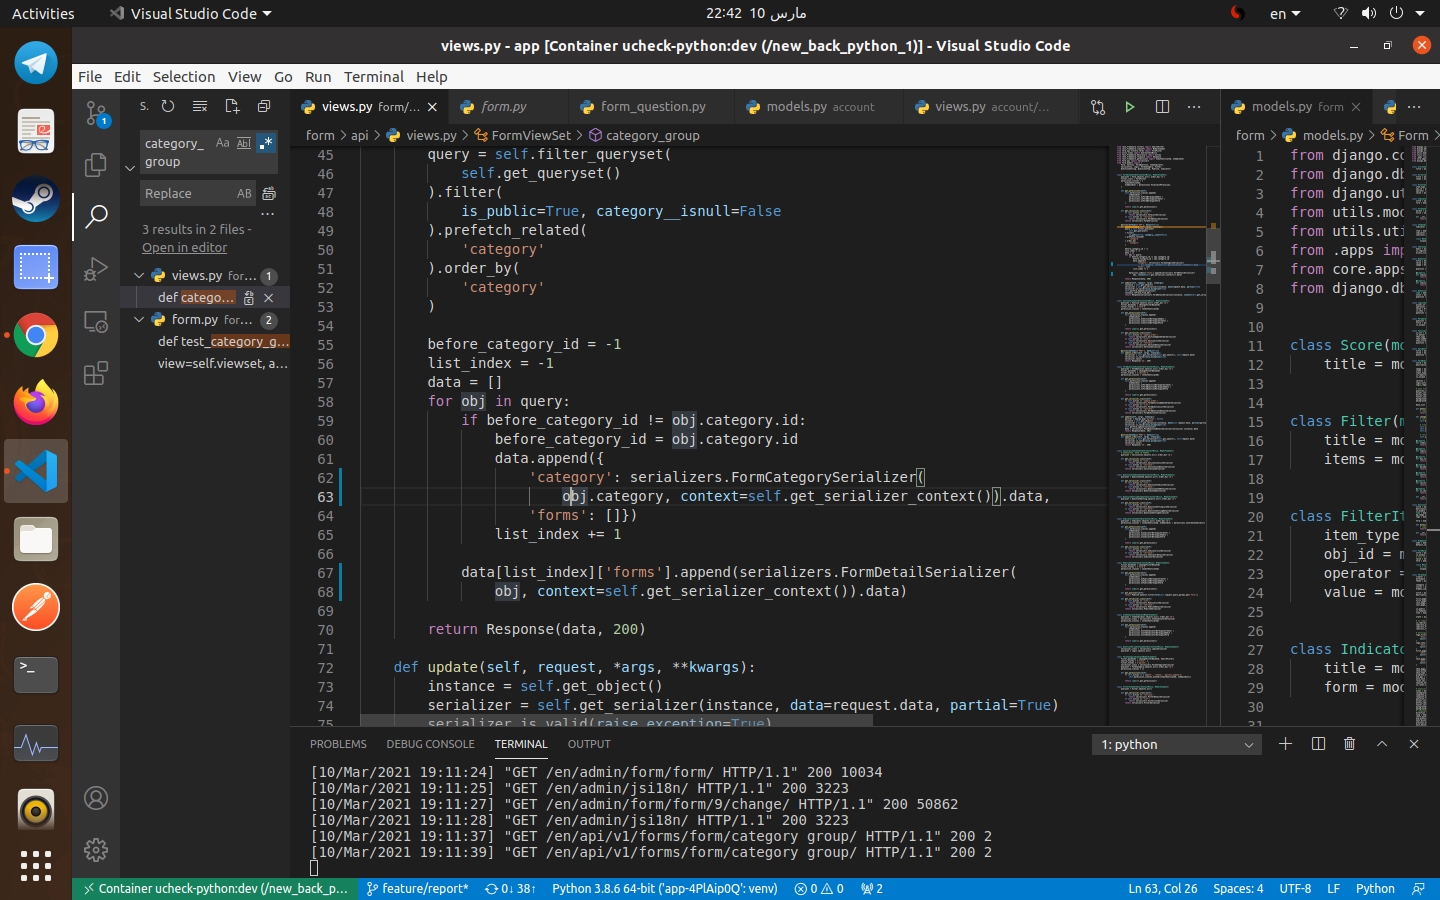 Activities
Visual Studio Code
22:42 10 مارس
en
views.py - app [Container ucheck-python:dev (/new_back_python_1)] - Visual Studio Code
File Edit Selection View Go Run Terminal Help
S.
views.py form/...
form.py
form_question.py
models.py account
views.py account/...
models.py form
form > api > views.py > FormViewSet > category_group
form > models.py > Form >
1
category_
group
Aa Abl .*
Replace
AB
3 results in 2 files -
Open in editor
views.py for... 1
def catego...
form.py for... 2
def test_category_g...
view=self.viewset, a...
45 query = self.filter_queryset(
46 self.get_queryset()
47 ).filter(
48 is_public=True, category__isnull=False
49 ).prefetch_related(
50 'category'
51 ).order_by(
52 'category'
53 )
54
55 before_category_id = -1
56 list_index = -1
57 data = []
58 for obj in query:
59 if before_category_id != obj.category.id:
60 before_category_id = obj.category.id
61 data.append({
62 'category': serializers.FormCategorySerializer(
63 obj.category, context=self.get_serializer_context()).data,
64 'forms': []})
65 list_index += 1
66
67 data[list_index]['forms'].append(serializers.FormDetailSerializer(
68 obj, context=self.get_serializer_context()).data)
69
70 return Response(data, 200)
71
72 def update(self, request, *args, **kwargs):
73 instance = self.get_object()
74 serializer = self.get_serializer(instance, data=request.data, partial=True)
75 serializer.is_valid(raise_exception=True)
1 from django.co
2 from django.db
3 from django.ut
4 from utils.mod
5 from utils.uti
6 from .apps imp
7 from core.apps
8 from django.db
9
10
11 class Score(mo
12 title = mo
13
14
15 class Filter(m
16 title = mo
17 items = mo
18
19
20 class FilterIt
21 item_type
22 obj_id = m
23 operator =
24 value = mo
25
26
27 class Indicato
28 title = mo
29 form = mod
30
31
PROBLEMS DEBUG CONSOLE TERMINAL OUTPUT
1: python
[10/Mar/2021 19:11:24] "GET /en/admin/form/form/ HTTP/1.1" 200 10034
[10/Mar/2021 19:11:25] "GET /en/admin/jsi18n/ HTTP/1.1" 200 3223
[10/Mar/2021 19:11:27] "GET /en/admin/form/form/9/change/ HTTP/1.1" 200 50862
[10/Mar/2021 19:11:28] "GET /en/admin/jsi18n/ HTTP/1.1" 200 3223
[10/Mar/2021 19:11:37] "GET /en/api/v1/forms/form/category_group/ HTTP/1.1" 200 2
[10/Mar/2021 19:11:39] "GET /en/api/v1/forms/form/category_group/ HTTP/1.1" 200 2
Container ucheck-python:dev (/new_back_p...
feature/report*
0↓ 38↑
Python 3.8.6 64-bit ('app-4PlAip0Q': venv)
0 0
2
Ln 63, Col 26
Spaces: 4
UTF-8
LF
Python